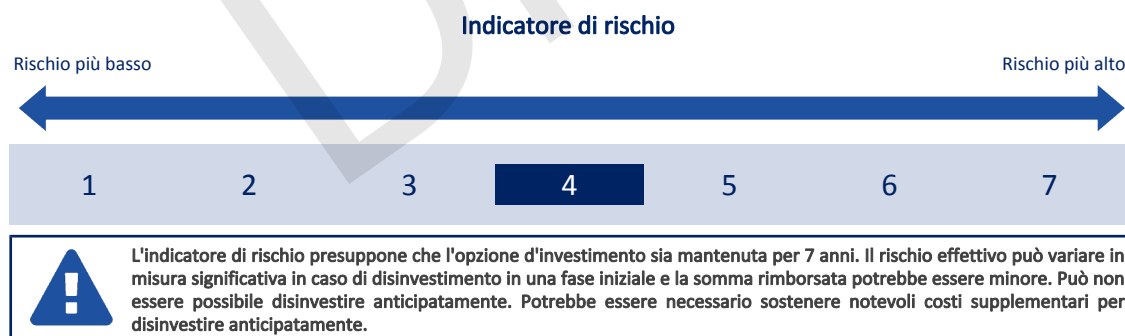 Indicatore di rischio
Rischio più basso
Rischio più alto
1 2 3 4 5 6 7
L'indicatore di rischio presuppone che l'opzione d'investimento sia mantenuta per 7 anni. Il rischio effettivo può variare in
misura significativa in caso di disinvestimento in una fase iniziale e la somma rimborsata potrebbe essere minore. Può non
essere possibile disinvestire anticipatamente. Potrebbe essere necessario sostenere notevoli costi supplementari per
disinvestire anticipatamente.